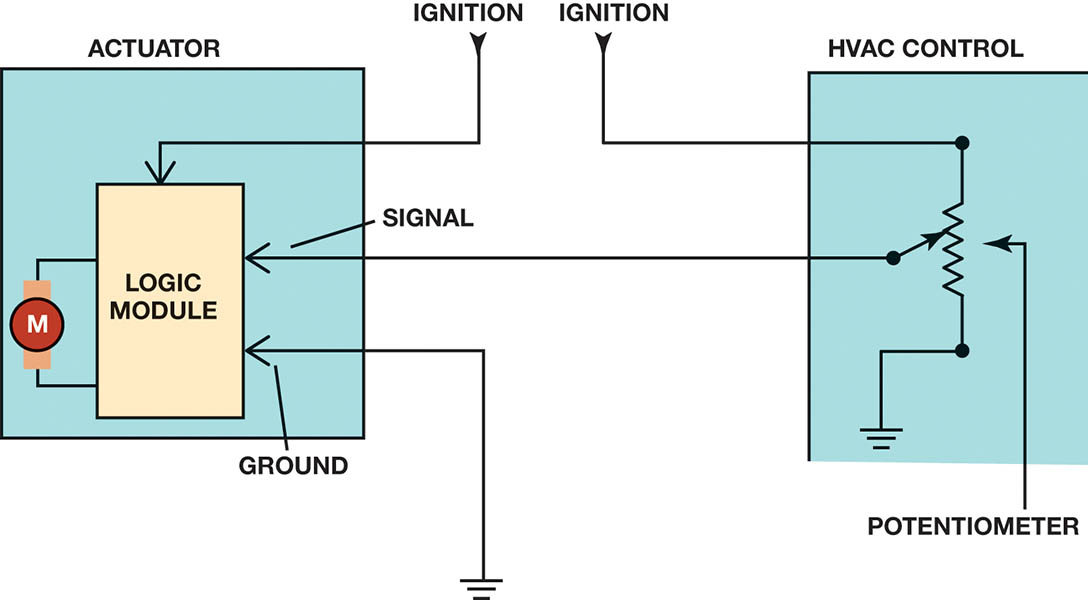 IGNITION
IGNITION
ACTUATOR
HVAC CONTROL
SIGNAL
LOGIC
MODULE
M
GROUND
POTENTIOMETER